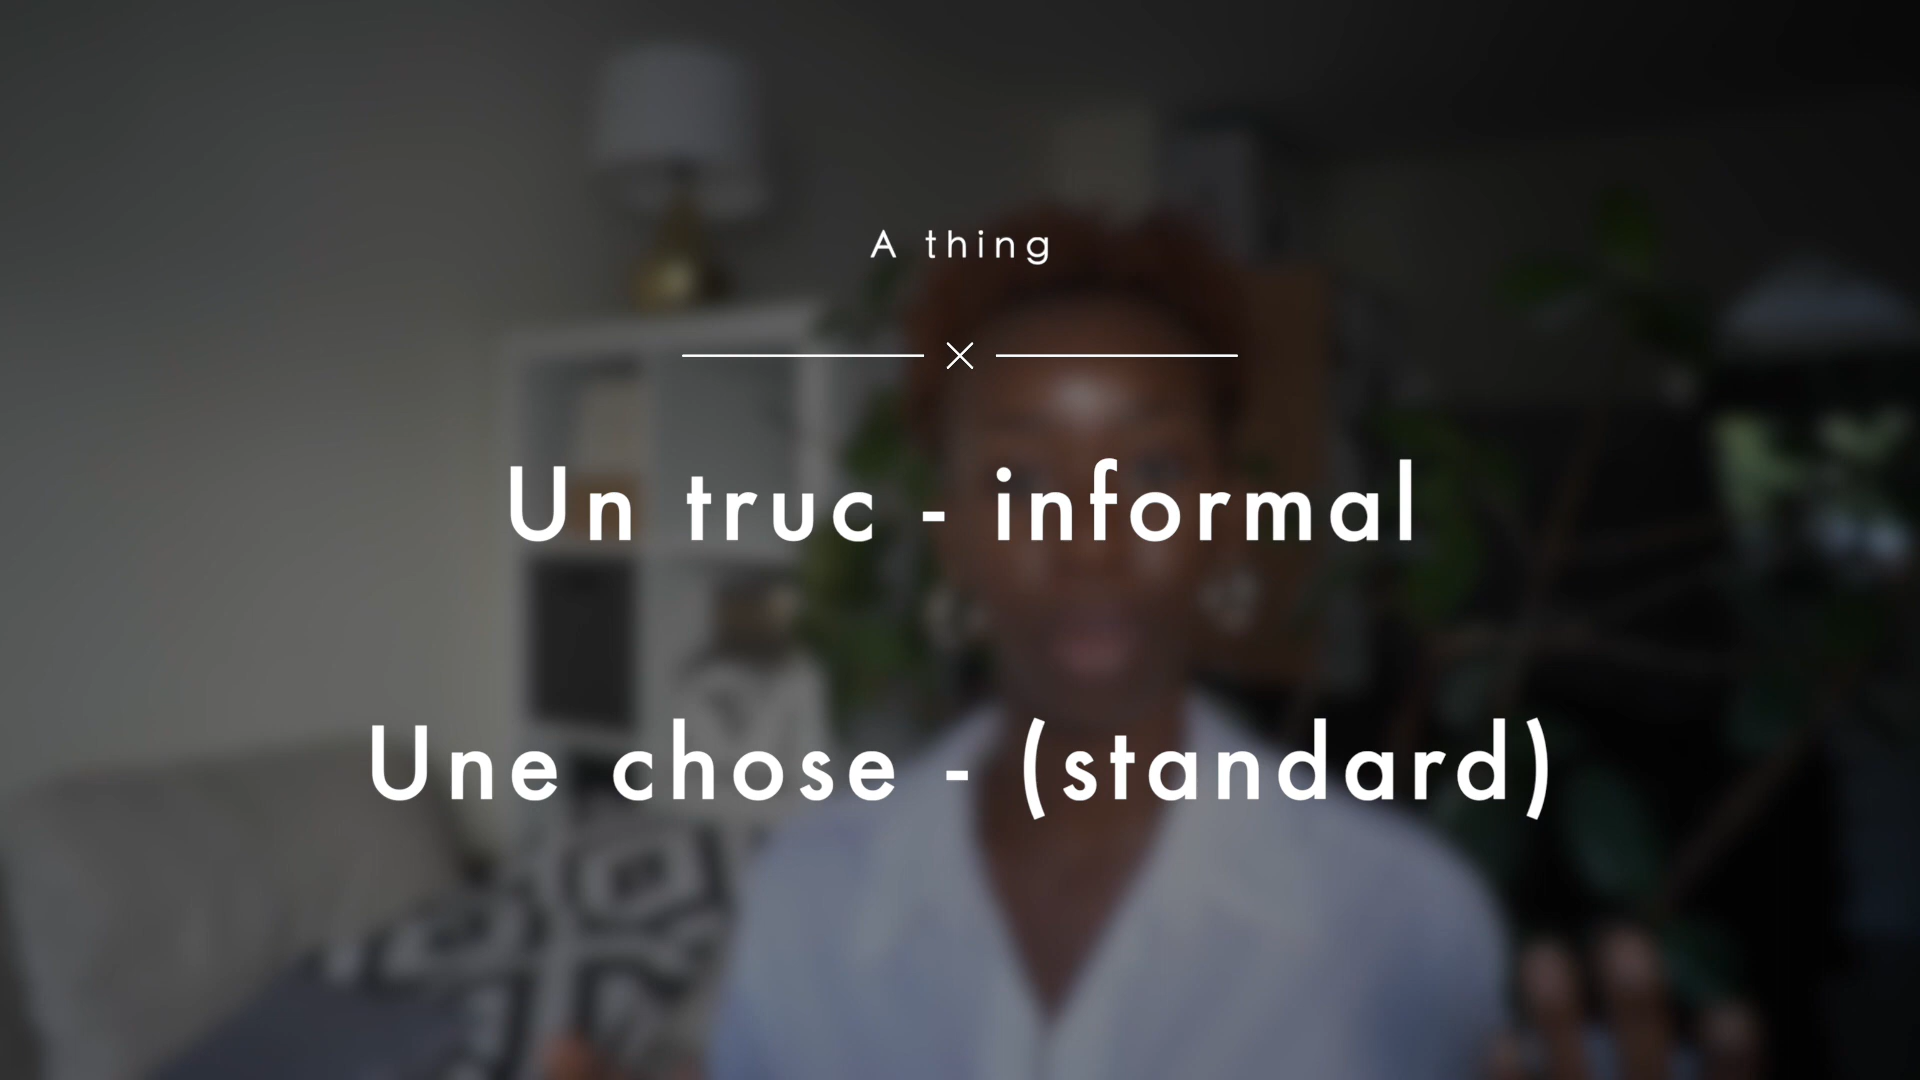 A thing
Un truc - informal
Une chose - (standard)